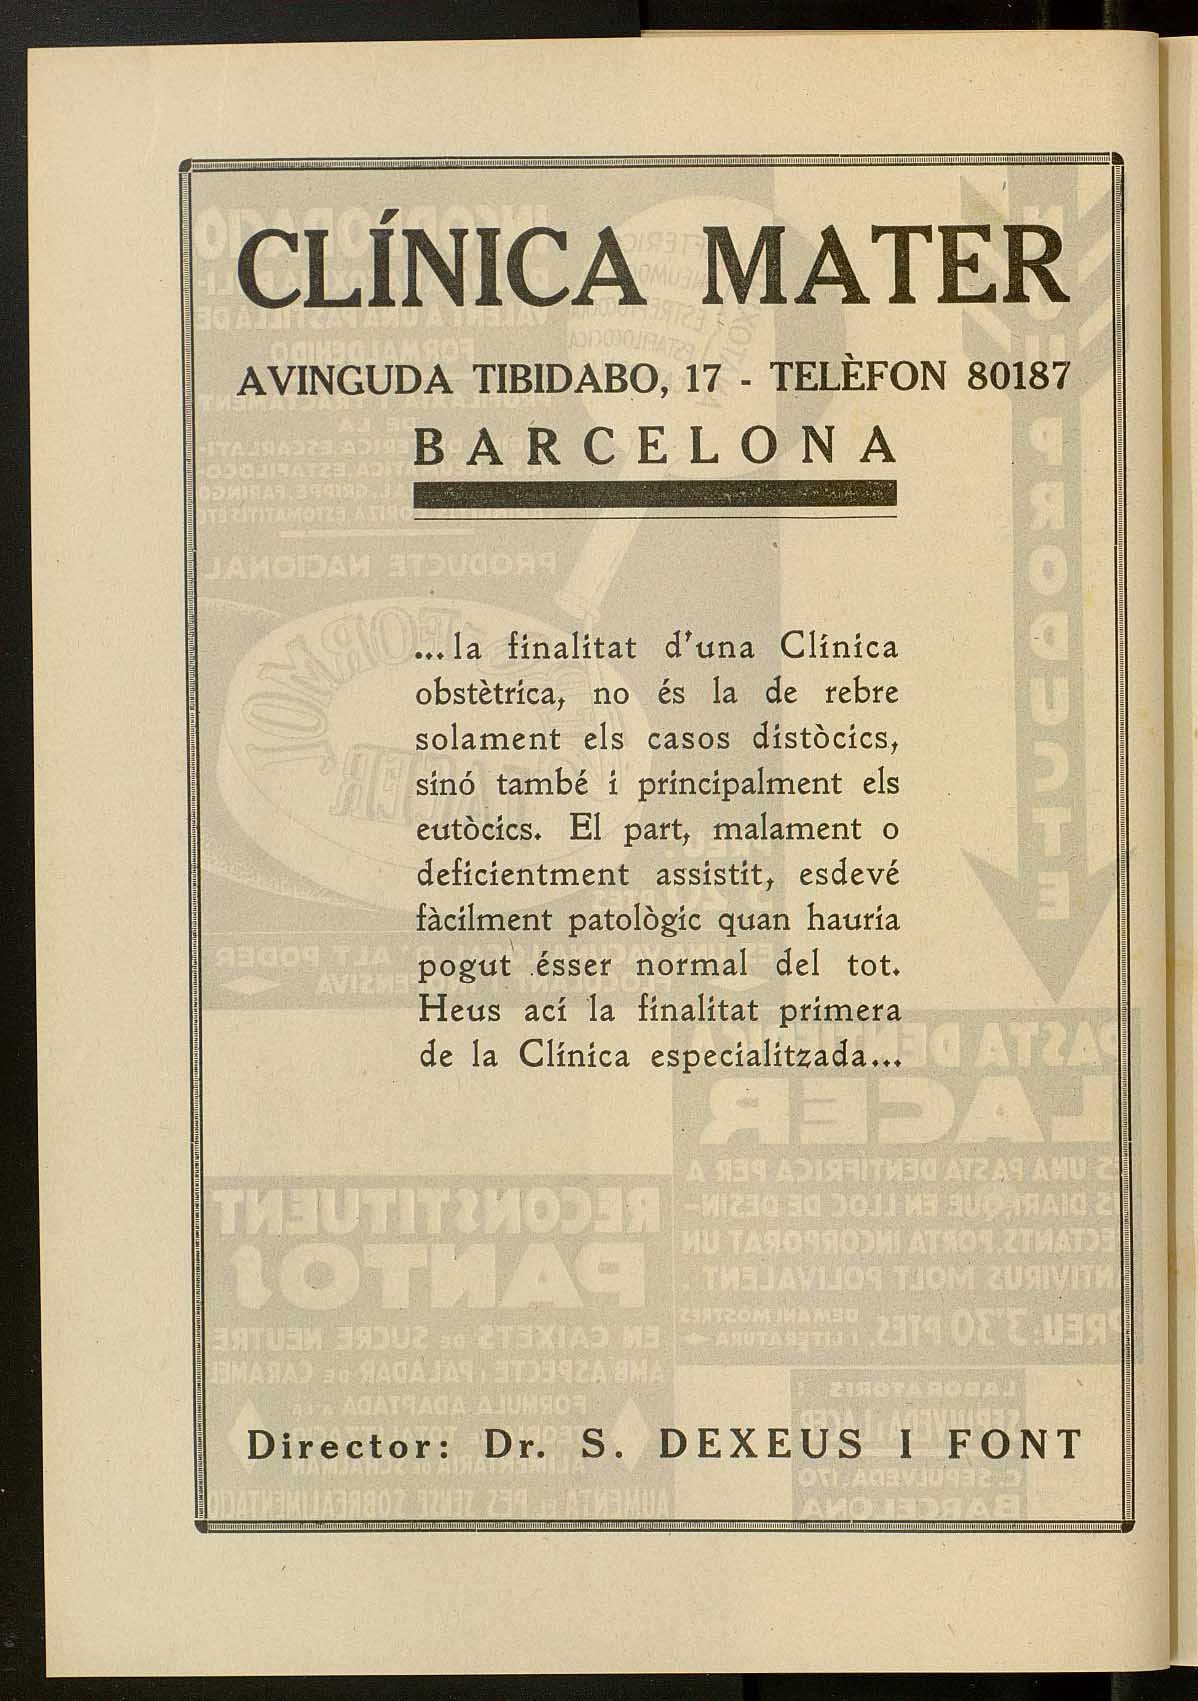 CLÍNICA MATER
AVINGUDA TIBIDABO, 17 - TELÈFON 80187
BARCELONA
...la finalitat d'una Clínica
obstètrica, no és la de rebre
solament els casos distòcics,
sinó també i principalment els
eutòcics. El part, malament o
deficientment assistit, esdevé
fàcilment patològic quan hauria
pogut ésser normal del tot.
Heus ací la finalitat primera
de la Clínica especialitzada...
Director: Dr. S. DEXEUS I FONT